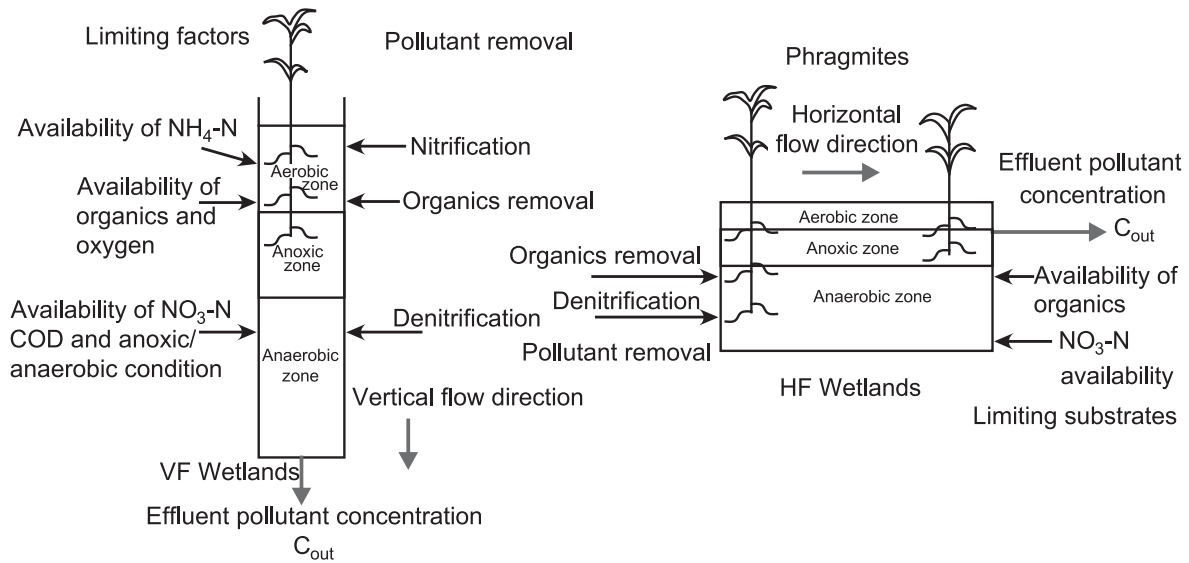 Limiting factors
Pollutant removal
Availability of NH4-N
Nitrification
Aerobic
zone
Availability of
organics and
oxygen
Organics removal
Anoxic
zone
Availability of NO3-N
COD and anoxic/
anaerobic condition
Denitrification
Anaerobic
zone
Vertical flow direction
VF Wetlands
Effluent pollutant concentration
Cout
Phragmites
Horizontal
flow direction
Effluent pollutant
concentration
Cout
Aerobic zone
Anoxic zone
Organics removal
Anaerobic zone
Availability of
organics
Denitrification
Pollutant removal
NO3-N
availability
HF Wetlands
Limiting substrates